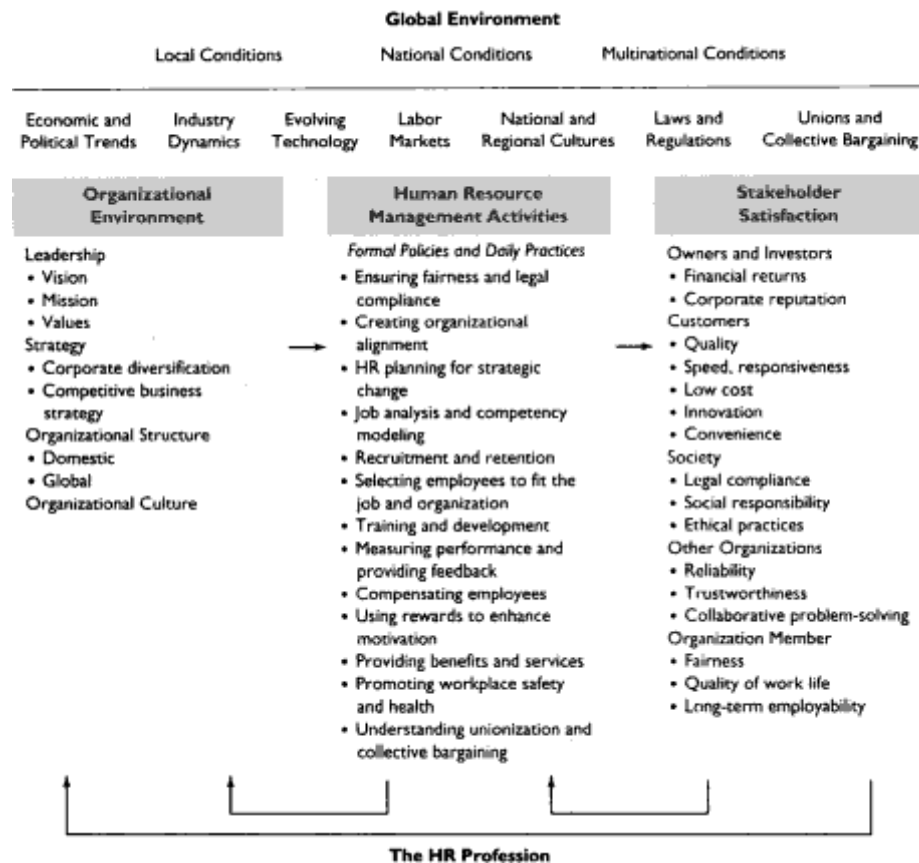 Global Environment
Local Conditions National Conditions Multinational Conditions
Economic and Political Trends
Industry Dynamics
Evolving Technology
Labor Markets
National and Regional Cultures
Laws and Regulations
Unions and Collective Bargaining
Organizational Environment
Leadership
• Vision
• Mission
• Values
Strategy
• Corporate diversification
• Competitive business
strategy
Organizational Structure
• Domestic
• Global
Organizational Culture
Human Resource
Management Activities
Formal Policies and Daily Practices
• Ensuring fairness and legal
compliance
• Creating organizational
alignment
• HR planning for strategic
change
• Job analysis and competency
modeling
• Recruitment and retention
• Selecting employees to fit the
job and organization
• Training and development
• Measuring performance and
providing feedback
• Compensating employees
• Using rewards to enhance
motivation
• Providing benefits and services
• Promoting workplace safety
and health
• Understanding unionization and
collective bargaining
Stakeholder
Satisfaction
Owners and Investors
• Financial returns
• Corporate reputation
Customers
• Quality
• Speed, responsiveness
• Low cost
• Innovation
• Convenience
Society
• Legal compliance
• Social responsibility
• Ethical practices
Other Organizations
• Reliability
• Trustworthiness
• Collaborative problem-solving
Organization Member
• Fairness
• Quality of work life
• Long-term employability
The HR Profession